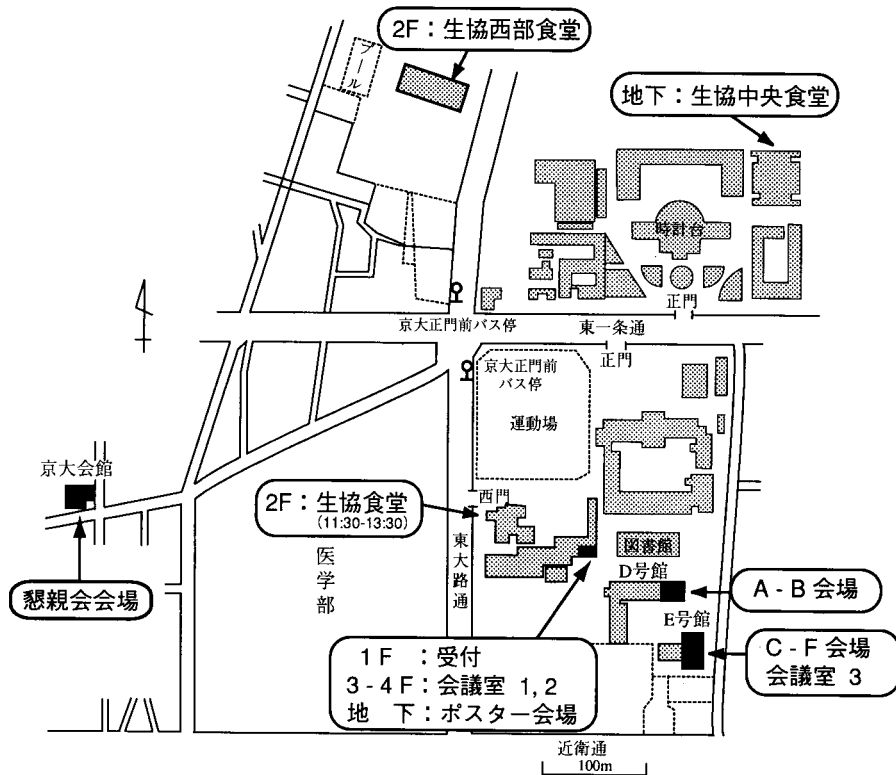 2F：生協西部食堂
プール
地下：生協中央食堂
時計台
正門
京大正門前バス停
東一条通
正門
京大正門前
バス停
運動場
京大会館
西門
2F：生協食堂
(11:30-13:30)
図書館
医学部
東大路通
D号館
A - B 会場
懇親会会場
E号館
C - F 会場
会議室 3
1F ：受付
3 - 4F：会議室 1, 2
地 下：ポスター会場
近衛通
100m